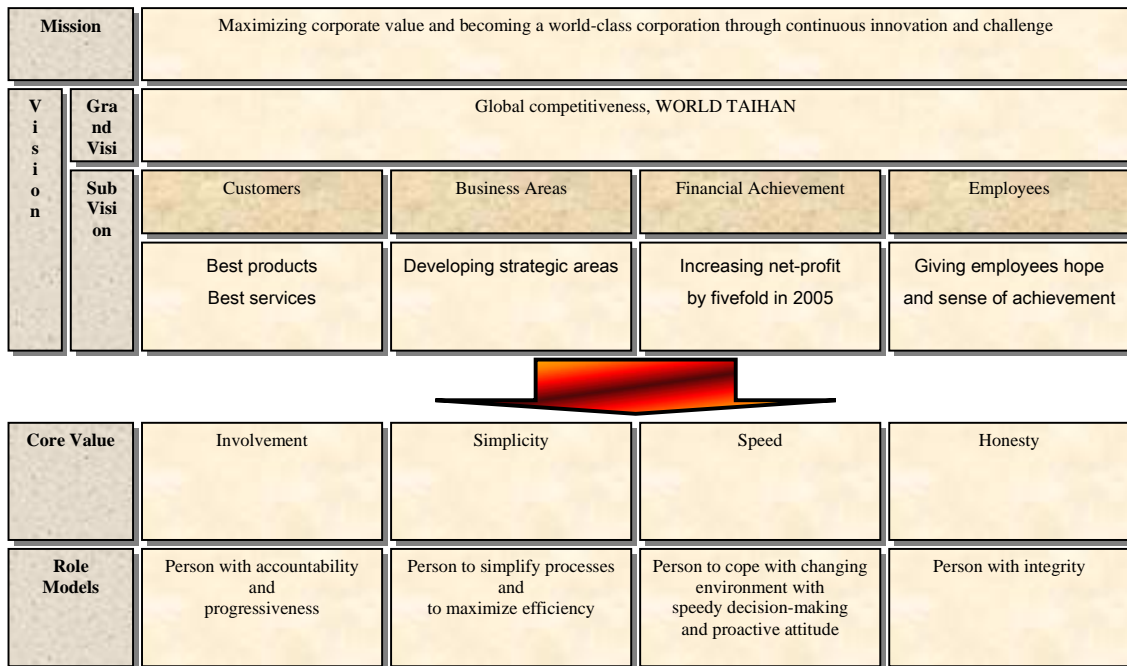 Mission
Maximizing corporate value and becoming a world-class corporation through continuous innovation and challenge
V
i
s
i
o
n
Gra
nd
Visi
Global competitiveness, WORLD TAIHAN
Sub
Visi
on
Customers
Business Areas
Financial Achievement
Employees
Best products
Best services
Developing strategic areas
Increasing net-profit
by fivefold in 2005
Giving employees hope
and sense of achievement
Core Value
Involvement
Simplicity
Speed
Honesty
Role
Models
Person with accountability
and
progressiveness
Person to simplify processes
and
to maximize efficiency
Person to cope with changing
environment with
speedy decision-making
and proactive attitude
Person with integrity